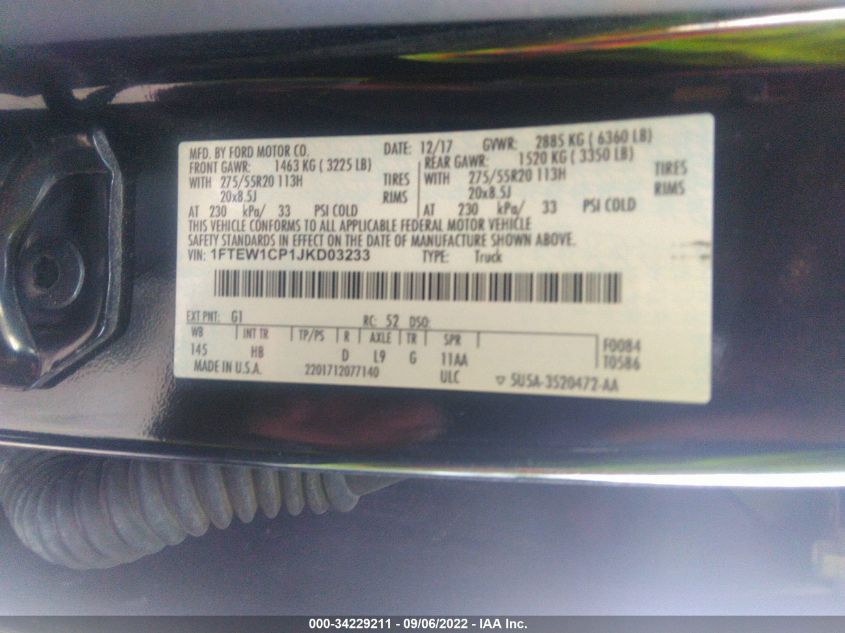 MFD. BY FORD MOTOR CO. DATE: 12/17 GVWR: 2885 KG ( 6360 LB)
FRONT GAWR: 1463 KG ( 3225 LB) REAR GAWR: 1520 KG ( 3350 LB)
WITH 275/55R20 113H TIRES WITH 275/55R20 113H TIRES
20x8.5J RIMS 20x8.5J RIMS
AT 230 kPa/ 33 PSI COLD AT 230 kPa/ 33 PSI COLD
THIS VEHICLE CONFORMS TO ALL APPLICABLE FEDERAL MOTOR VEHICLE
SAFETY STANDARDS IN EFFECT ON THE DATE OF MANUFACTURE SHOWN ABOVE.
VIN: 1FTEW1CP1JKD03233 TYPE: Truck
EXT PNT: G1 RC: 52 DSO:
WB INT TR TP/PS R AXLE TR SPR F0084
145 HB D L9 G 11AA T0586
MADE IN U.S.A. 2201712077140 ULC ▽ 5U5A-3520472-AA
000-34229211 - 09/06/2022 - IAA Inc.